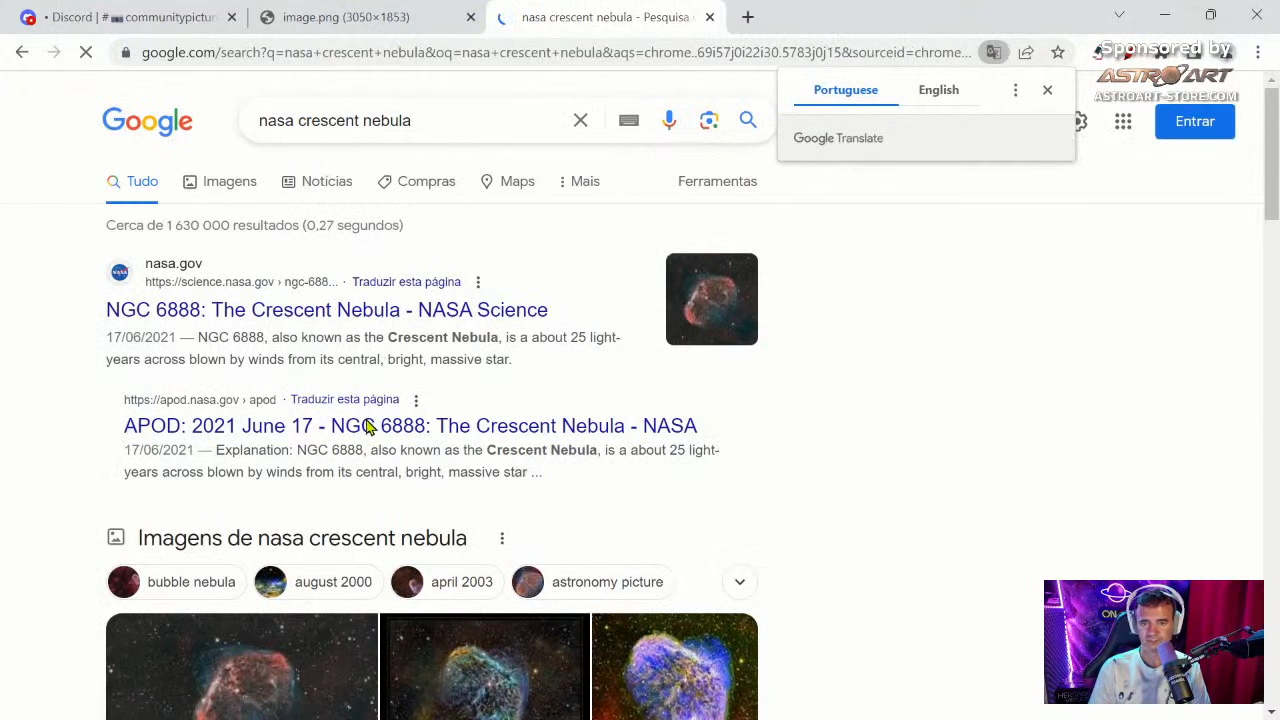 Discord | #🌌communitypictur
image.png (3050×1853)
nasa crescent nebula - Pesquisa
google.com/search?q=nasa+crescent+nebula&oq=nasa+crescent+nebula&aqs=chrome..69i57j0i22i30.5783j0j15&sourceid=chrome...
Sponsored by
ASTROART
ASTROART-STORE.COM
Portuguese English
Google Translate
Google
nasa crescent nebula
Entrar
Tudo Imagens Notícias Compras Maps Mais Ferramentas
Cerca de 1 630 000 resultados (0,27 segundos)
nasa.gov
https://science.nasa.gov › ngc-688... · Traduzir esta página
NGC 6888: The Crescent Nebula - NASA Science
17/06/2021 — NGC 6888, also known as the Crescent Nebula, is a about 25 light-
years across blown by winds from its central, bright, massive star.
https://apod.nasa.gov › apod · Traduzir esta página
APOD: 2021 June 17 - NGC 6888: The Crescent Nebula - NASA
17/06/2021 — Explanation: NGC 6888, also known as the Crescent Nebula, is a about 25 light-
years across blown by winds from its central, bright, massive star ...
Imagens de nasa crescent nebula
bubble nebula august 2000 april 2003 astronomy picture
ON